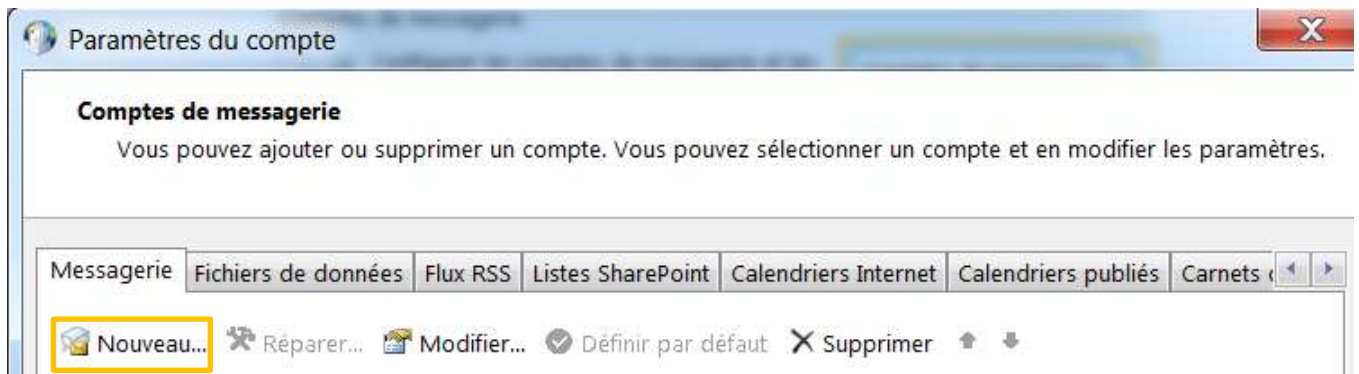 Paramètres du compte
Comptes de messagerie
Vous pouvez ajouter ou supprimer un compte. Vous pouvez sélectionner un compte et en modifier les paramètres.
Messagerie Fichiers de données Flux RSS Listes SharePoint Calendriers Internet Calendriers publiés Carnets
Nouveau... Réparer... Modifier... Définir par défaut Supprimer